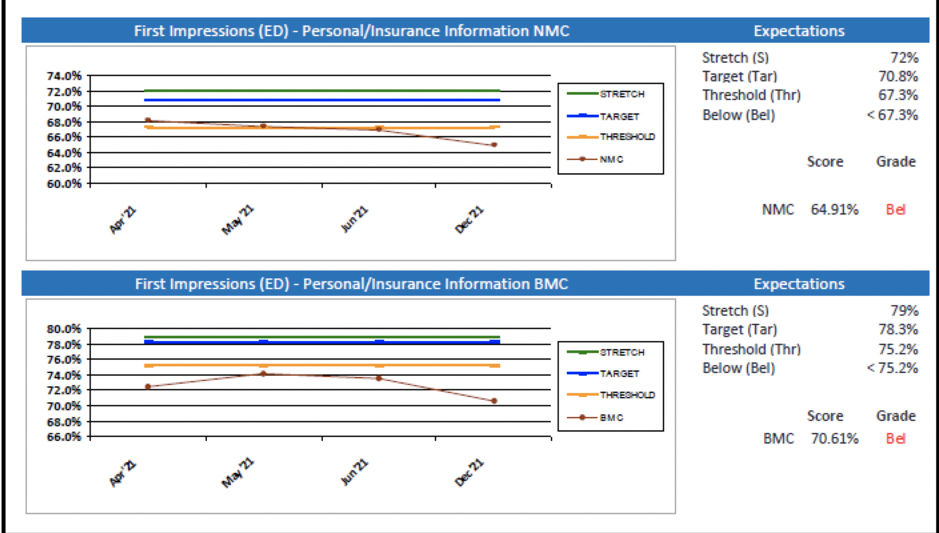 First Impressions (ED) - Personal/Insurance Information NMC
Expectations
74.0%
72.0%
70.0%
68.0%
66.0%
64.0%
62.0%
60.0%
Apr'21
May'21
Jun'21
Dec'21
STRETCH
TARGET
THRESHOLD
NMC
Stretch (S) 72%
Target (Tar) 70.8%
Threshold (Thr) 67.3%
Below (Bel) < 67.3%
Score Grade
NMC 64.91% Bel
First Impressions (ED) - Personal/Insurance Information BMC
Expectations
80.0%
78.0%
76.0%
74.0%
72.0%
70.0%
68.0%
66.0%
Apr'21
May'21
Jun'21
Dec'21
STRETCH
TARGET
THRESHOLD
BMC
Stretch (S) 79%
Target (Tar) 78.3%
Threshold (Thr) 75.2%
Below (Bel) < 75.2%
Score Grade
BMC 70.61% Bel